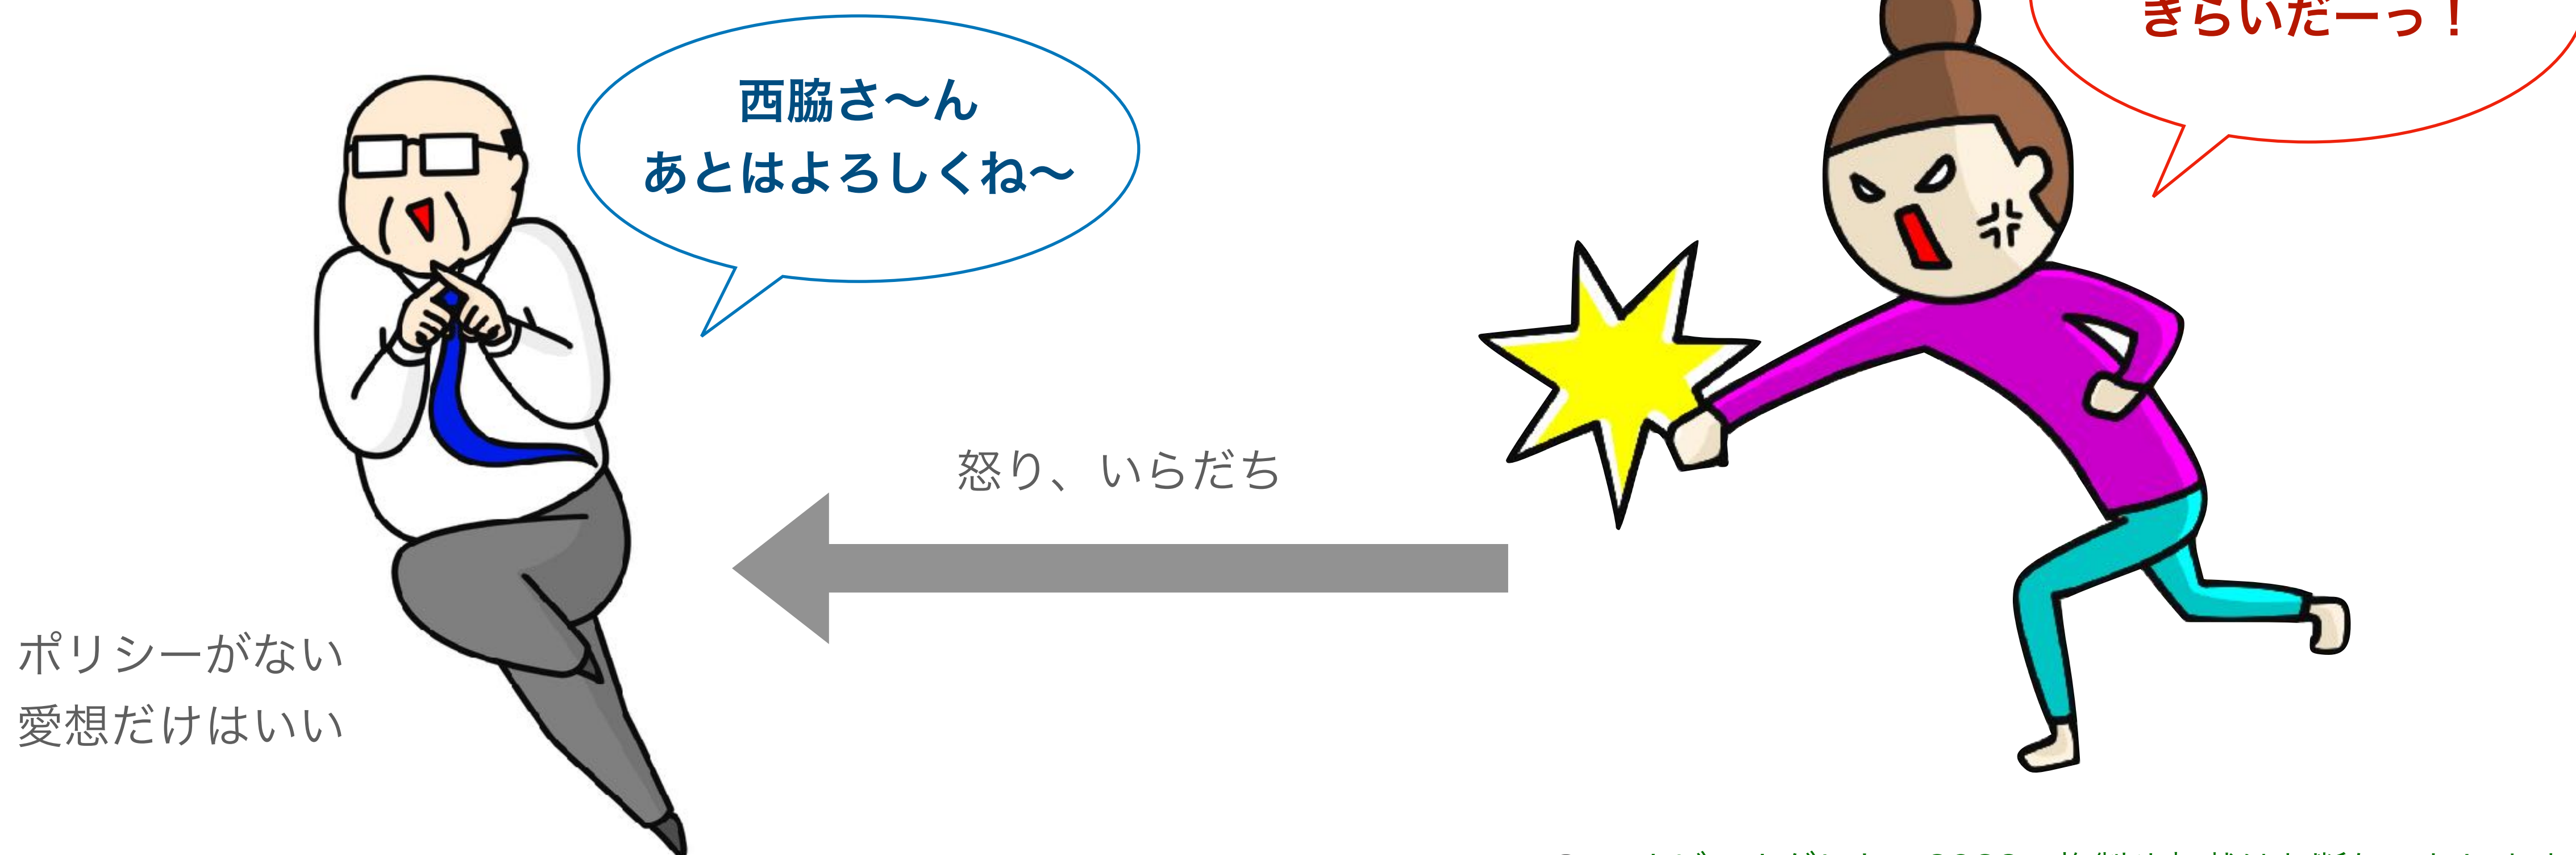 きらいだーっ！
西脇さ〜ん
あとはよろしくね〜
怒り、いらだち
ポリシーがない
愛想だけはいい